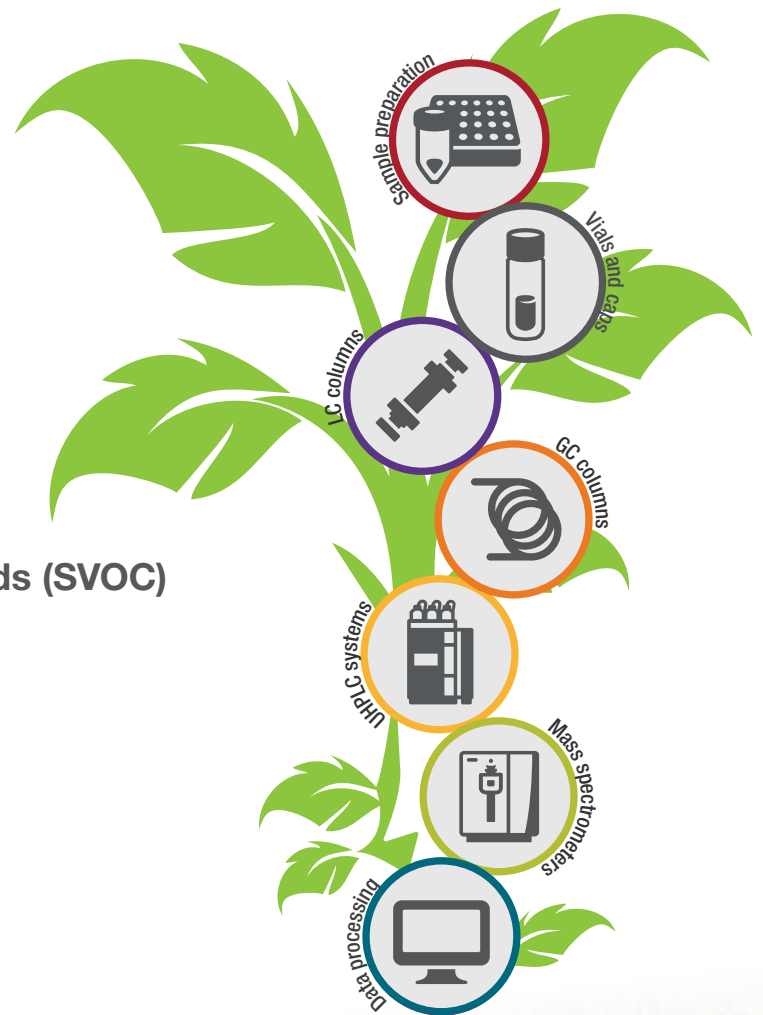 Sample preparation
Vials and caps
LC columns
GC columns
ds (SVOC)
UHPLC systems
Mass spectrometers
Data processing